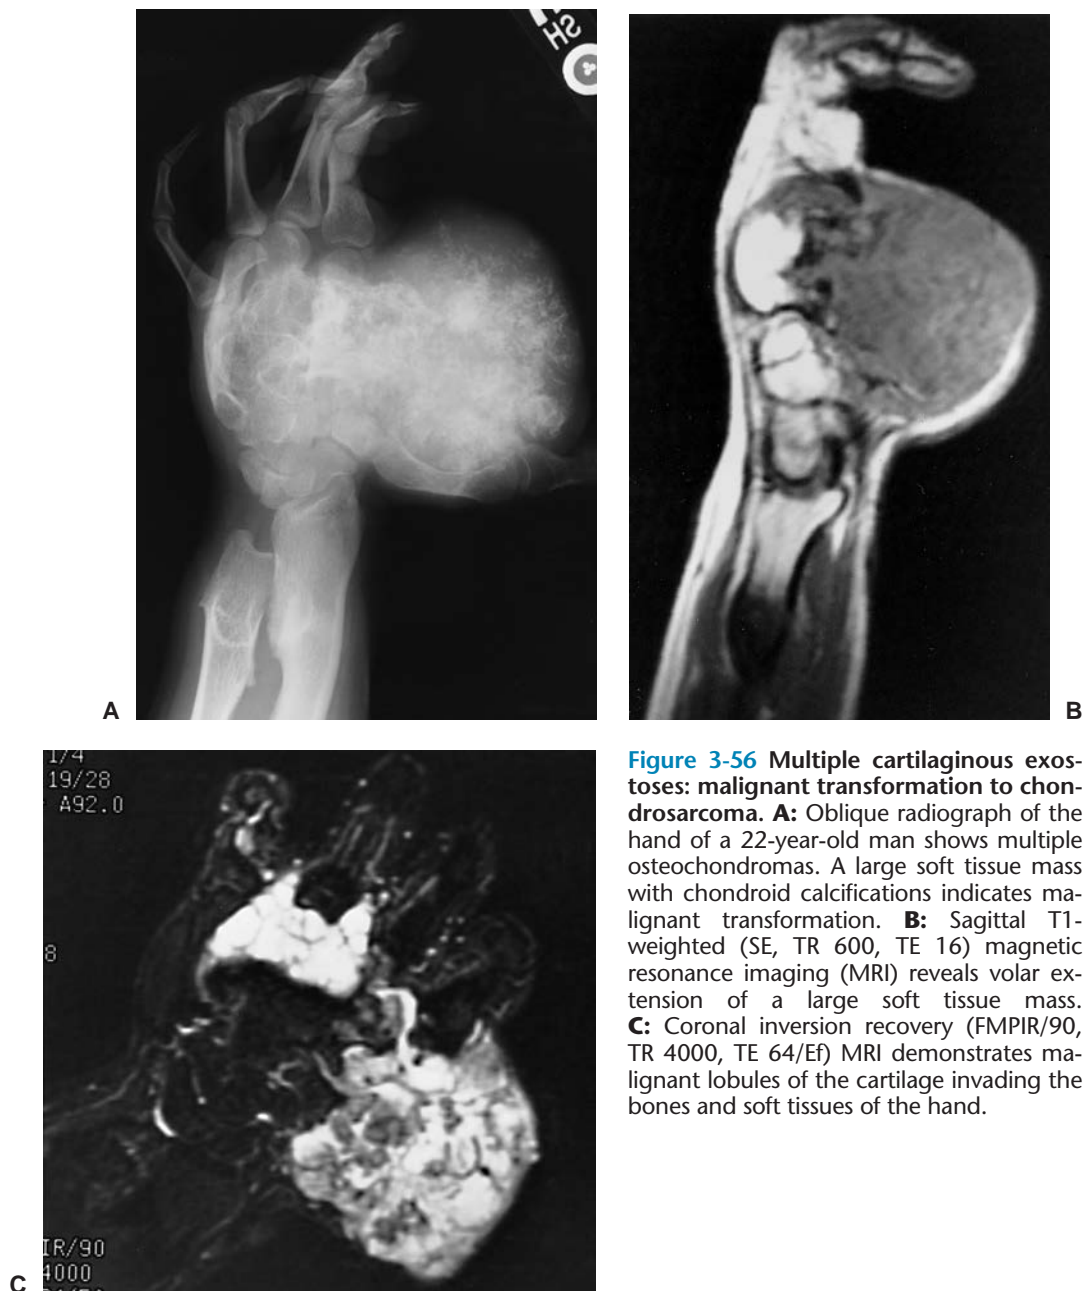 HS
A
B
1/4
19/28
A92.0
8
IR/90
4000
C
Figure 3-56 Multiple cartilaginous exos-
toses: malignant transformation to chon-
drosarcoma. A: Oblique radiograph of the
hand of a 22-year-old man shows multiple
osteochondromas. A large soft tissue mass
with chondroid calcifications indicates ma-
lignant transformation. B: Sagittal T1-
weighted (SE, TR 600, TE 16) magnetic
resonance imaging (MRI) reveals volar ex-
tension of a large soft tissue mass.
C: Coronal inversion recovery (FMPIR/90,
TR 4000, TE 64/Ef) MRI demonstrates ma-
lignant lobules of the cartilage invading the
bones and soft tissues of the hand.